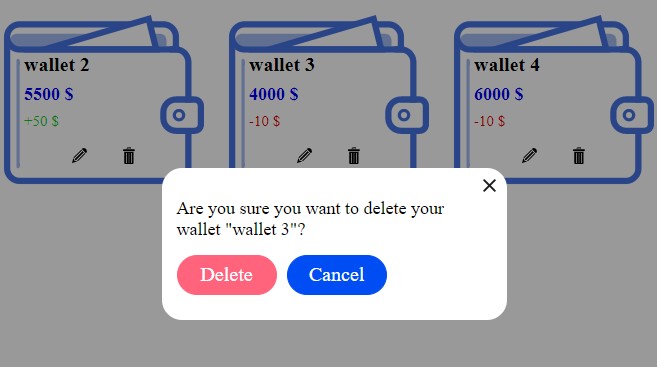 wallet 2
5500 $
+50 $
wallet 3
4000 $
-10 $
wallet 4
6000 $
-10 $
Are you sure you want to delete your
wallet "wallet 3"?
Delete
Cancel